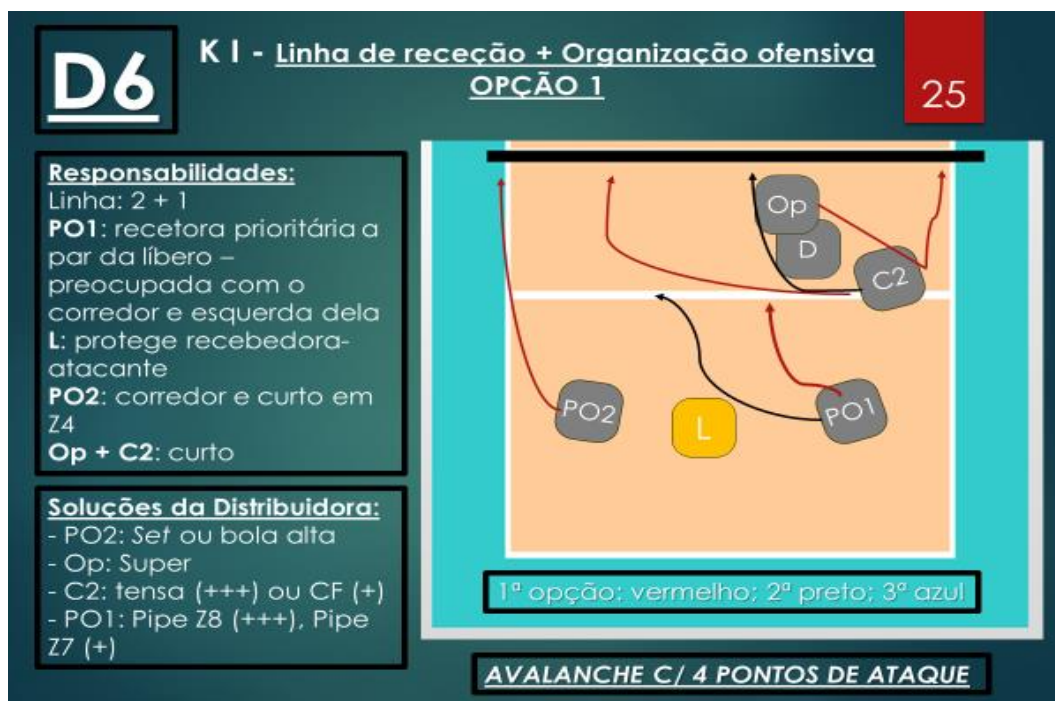 D6
K I - Linha de receção + Organização ofensiva
OPÇÃO 1
25
Responsabilidades:
Linha: 2 + 1
PO1: recetora prioritária a
par da líbero –
preocupada com o
corredor e esquerda dela
L: protege recebedora-
atacante
PO2: corredor e curto em
Z4
Op + C2: curto
Soluções da Distribuidora:
- PO2: Set ou bola alta
- Op: Super
- C2: tensa (+++) ou CF (+)
- PO1: Pipe Z8 (+++), Pipe
Z7 (+)
Op
D
C2
PO2
L
PO1
1ª opção: vermelho; 2ª preto; 3ª azul
AVALANCHE C/ 4 PONTOS DE ATAQUE